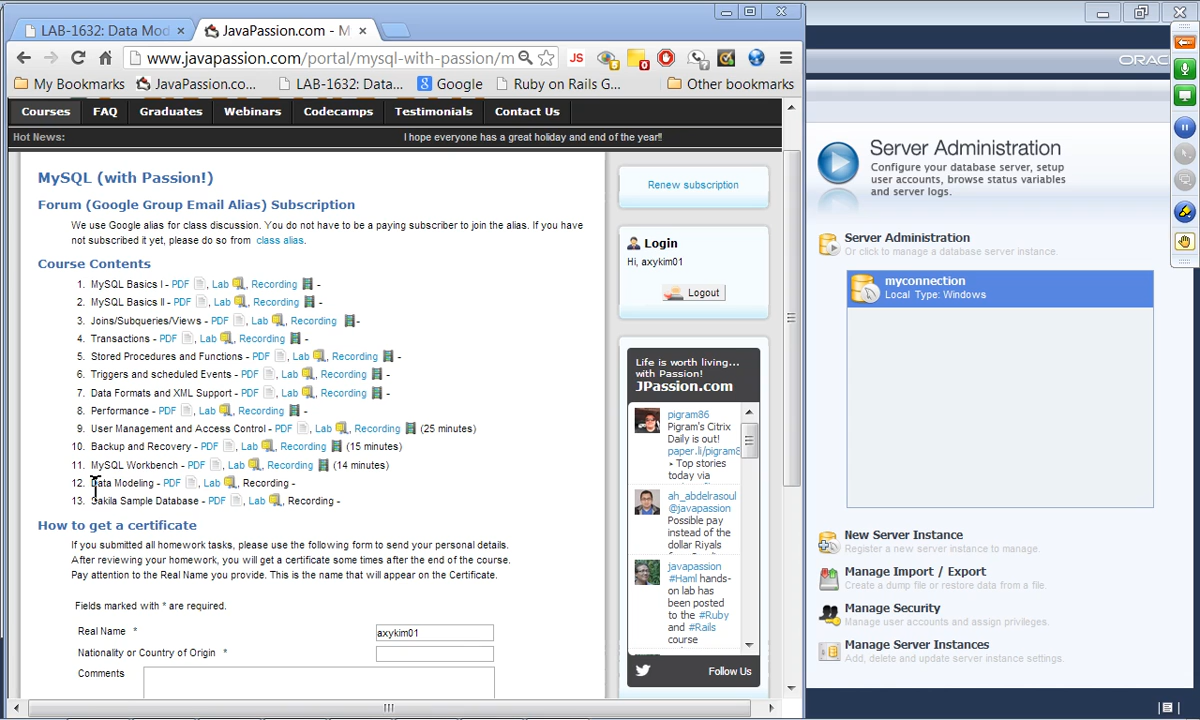 LAB-1632: Data Mod
JavaPassion.com - M
www.javapassion.com/portal/mysql-with-passion/m
My Bookmarks
JavaPassion.co...
LAB-1632: Data...
Google
Ruby on Rails G...
Other bookmarks
Courses
FAQ
Graduates
Webinars
Codecamps
Testimonials
Contact Us
Hot News:
I hope everyone has a great holiday and end of the year!!
MySQL (with Passion!)
Forum (Google Group Email Alias) Subscription
We use Google alias for class discussion. You do not have to be a paying subscriber to join the alias. If you have
not subscribed it yet, please do so from class alias.
Course Contents
1. MySQL Basics I - PDF , Lab , Recording -
2. MySQL Basics II - PDF , Lab , Recording -
3. Joins/Subqueries/Views - PDF , Lab , Recording -
4. Transactions - PDF , Lab , Recording -
5. Stored Procedures and Functions - PDF , Lab , Recording -
6. Triggers and scheduled Events - PDF , Lab , Recording -
7. Data Formats and XML Support - PDF , Lab , Recording -
8. Performance - PDF , Lab , Recording -
9. User Management and Access Control - PDF , Lab , Recording (25 minutes)
10. Backup and Recovery - PDF , Lab , Recording (15 minutes)
11. MySQL Workbench - PDF , Lab , Recording (14 minutes)
12. Data Modeling - PDF , Lab , Recording -
13. Sakila Sample Database - PDF , Lab , Recording -
How to get a certificate
If you submitted all homework tasks, please use the following form to send your personal details.
After reviewing your homework, you will get a certificate some times after the end of the course.
Pay attention to the Real Name you provide. This is the name that will appear on the Certificate.
Fields marked with * are required.
Real Name *
axykim01
Nationality or Country of Origin *
Comments
Renew subscription
Login
Hi, axykim01
Logout
Life is worth living...
with Passion!
JPassion.com
pigram86
Pigram's Citrix
Daily is out!
paper.li/pigram8
▸ Top stories
today via
ah_abdelrasoul
@javapassion
Possible pay
instead of the
dollar Riyals
javapassion
#Haml hands-
on lab has
been posted
to the #Ruby
and #Rails
course
Follow Us
ORAC
Server Administration
Configure your database server, setup
user accounts, browse status variables
and server logs.
Server Administration
Or click to manage a database server instance.
myconnection
Local Type: Windows
New Server Instance
Register a new server instance to manage.
Manage Import / Export
Create a dump file or restore data from a file.
Manage Security
Manage user accounts and assign privileges.
Manage Server Instances
Add, delete and update server instance settings.